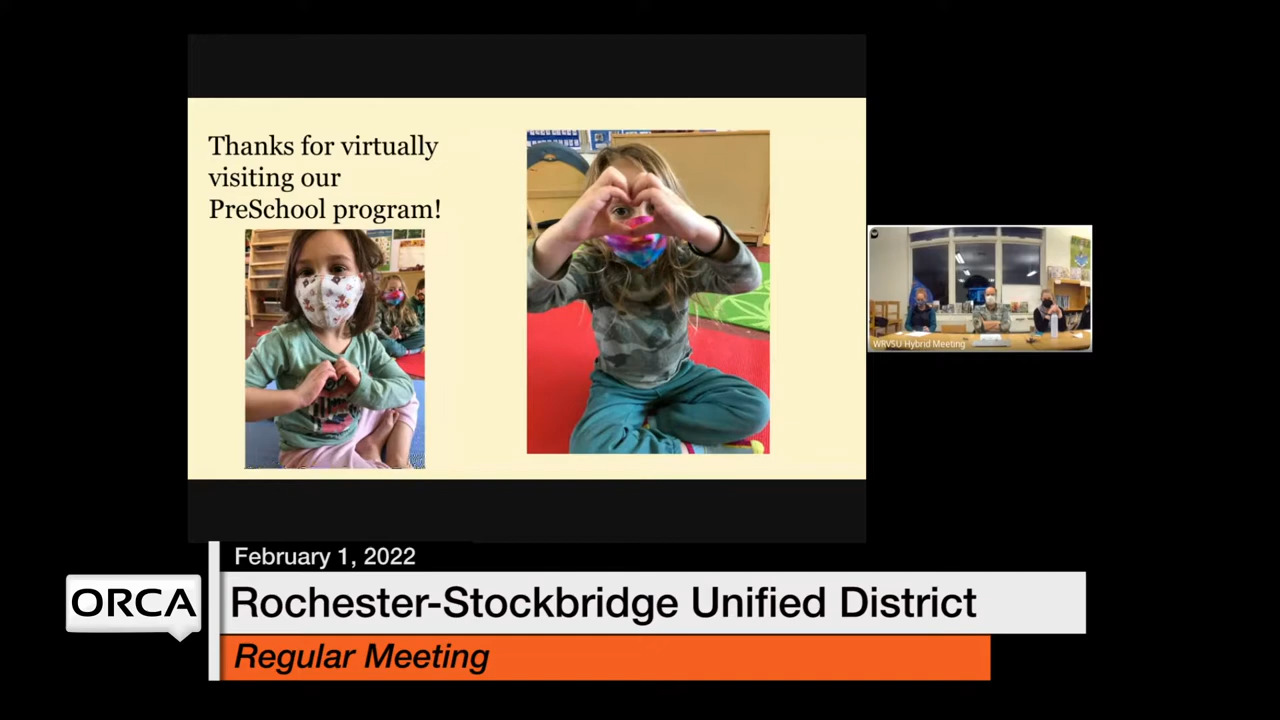 Thanks for virtually
visiting our
PreSchool program!
WRVSU Hybrid Meeting
February 1, 2022
ORCA
Rochester-Stockbridge Unified District
Regular Meeting